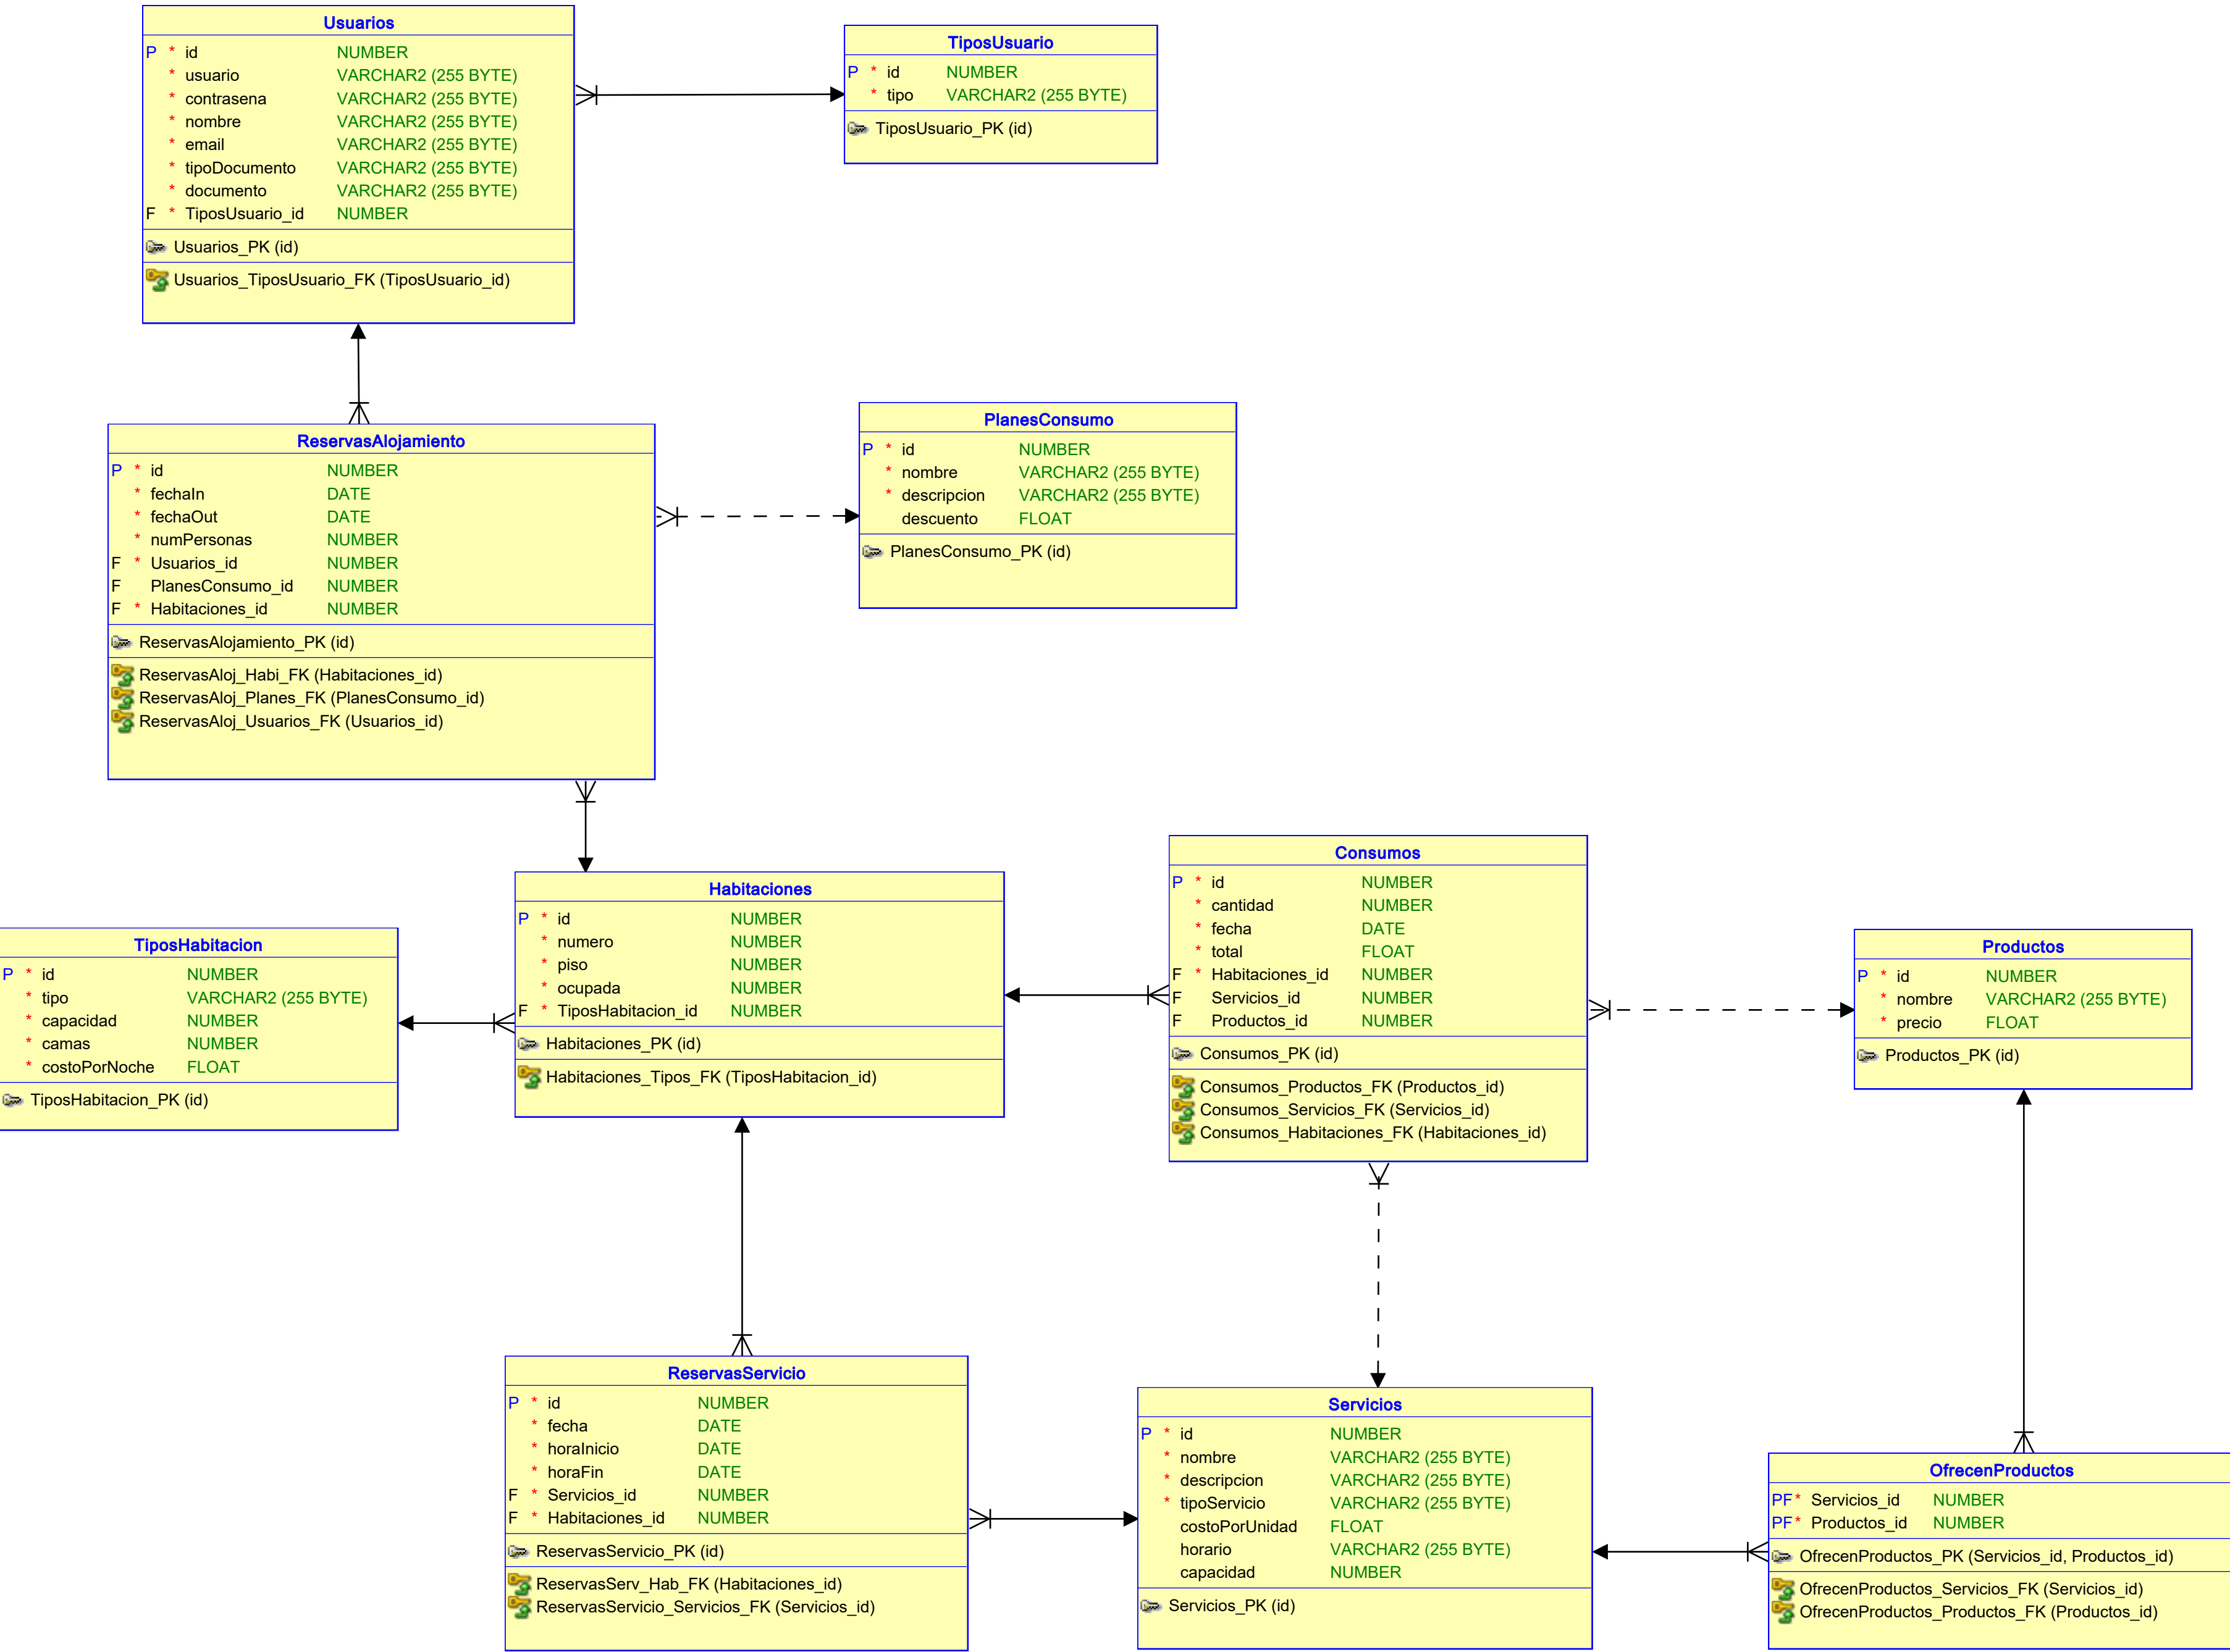 Usuarios
P * id NUMBER
* usuario VARCHAR2 (255 BYTE)
* contrasena VARCHAR2 (255 BYTE)
* nombre VARCHAR2 (255 BYTE)
* email VARCHAR2 (255 BYTE)
* tipoDocumento VARCHAR2 (255 BYTE)
* documento VARCHAR2 (255 BYTE)
F * TiposUsuario_id NUMBER
Usuarios_PK (id)
Usuarios_TiposUsuario_FK (TiposUsuario_id)
TiposUsuario
P * id NUMBER
* tipo VARCHAR2 (255 BYTE)
TiposUsuario_PK (id)
ReservasAlojamiento
P * id NUMBER
* fechaIn DATE
* fechaOut DATE
* numPersonas NUMBER
F * Usuarios_id NUMBER
F PlanesConsumo_id NUMBER
F * Habitaciones_id NUMBER
ReservasAlojamiento_PK (id)
ReservasAloj_Habi_FK (Habitaciones_id)
ReservasAloj_Planes_FK (PlanesConsumo_id)
ReservasAloj_Usuarios_FK (Usuarios_id)
PlanesConsumo
P * id NUMBER
* nombre VARCHAR2 (255 BYTE)
* descripcion VARCHAR2 (255 BYTE)
descuento FLOAT
PlanesConsumo_PK (id)
TiposHabitacion
P * id NUMBER
* tipo VARCHAR2 (255 BYTE)
* capacidad NUMBER
* camas NUMBER
* costoPorNoche FLOAT
TiposHabitacion_PK (id)
Habitaciones
P * id NUMBER
* numero NUMBER
* piso NUMBER
* ocupada NUMBER
F * TiposHabitacion_id NUMBER
Habitaciones_PK (id)
Habitaciones_Tipos_FK (TiposHabitacion_id)
Consumos
P * id NUMBER
* cantidad NUMBER
* fecha DATE
* total FLOAT
F * Habitaciones_id NUMBER
F Servicios_id NUMBER
F Productos_id NUMBER
Consumos_PK (id)
Consumos_Productos_FK (Productos_id)
Consumos_Servicios_FK (Servicios_id)
Consumos_Habitaciones_FK (Habitaciones_id)
Productos
P * id NUMBER
* nombre VARCHAR2 (255 BYTE)
* precio FLOAT
Productos_PK (id)
ReservasServicio
P * id NUMBER
* fecha DATE
* horaInicio DATE
* horaFin DATE
F * Servicios_id NUMBER
F * Habitaciones_id NUMBER
ReservasServicio_PK (id)
ReservasServ_Hab_FK (Habitaciones_id)
ReservasServicio_Servicios_FK (Servicios_id)
Servicios
P * id NUMBER
* nombre VARCHAR2 (255 BYTE)
* descripcion VARCHAR2 (255 BYTE)
* tipoServicio VARCHAR2 (255 BYTE)
costoPorUnidad FLOAT
horario VARCHAR2 (255 BYTE)
capacidad NUMBER
Servicios_PK (id)
OfrecenProductos
PF * Servicios_id NUMBER
PF * Productos_id NUMBER
OfrecenProductos_PK (Servicios_id, Productos_id)
OfrecenProductos_Servicios_FK (Servicios_id)
OfrecenProductos_Productos_FK (Productos_id)